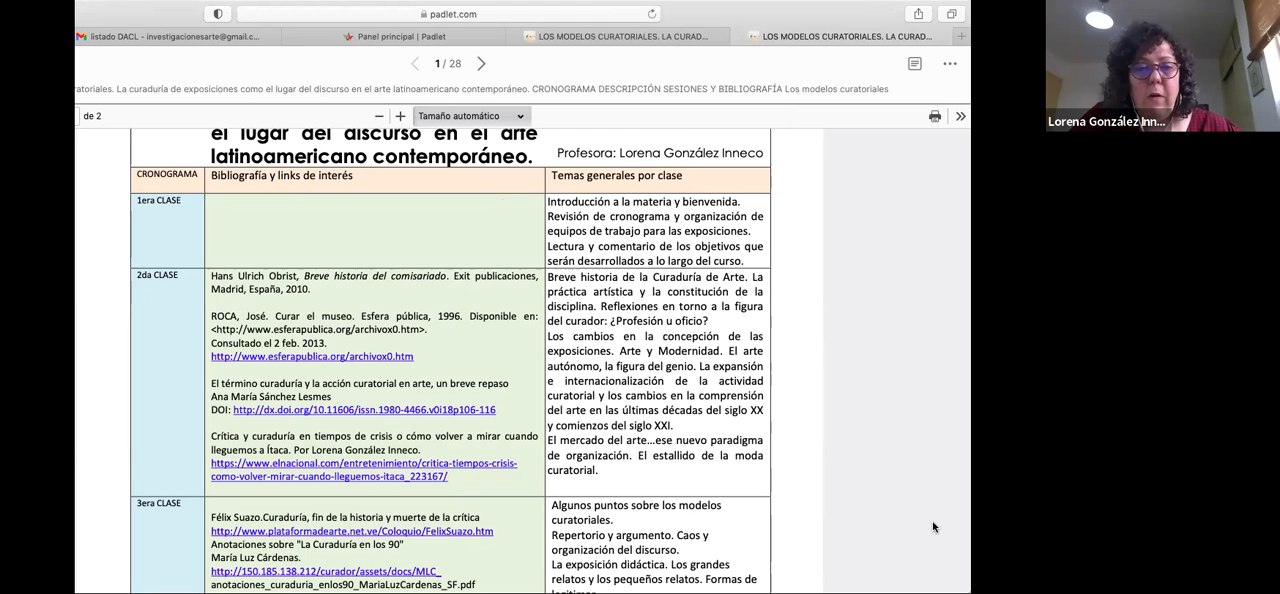 padlet.com
listado DACL - investigacionesarte@gmail.c...
Panel principal | Padlet
LOS MODELOS CURATORIALES. LA CURAD...
LOS MODELOS CURATORIALES. LA CURAD...
1 / 28
ratoriales. La curaduría de exposiciones como el lugar del discurso en el arte latinoamericano contemporáneo. CRONOGRAMA DESCRIPCIÓN SESIONES Y BIBLIOGRAFÍA Los modelos curatoriales
de 2
Tamaño automático
el lugar del discurso en el arte
latinoamericano contemporáneo.
Profesora: Lorena González Inneco
CRONOGRAMA
Bibliografía y links de interés
Temas generales por clase
1era CLASE
Introducción a la materia y bienvenida.
Revisión de cronograma y organización de
equipos de trabajo para las exposiciones.
Lectura y comentario de los objetivos que
serán desarrollados a lo largo del curso.
2da CLASE
Hans Ulrich Obrist, Breve historia del comisariado. Exit publicaciones,
Madrid, España, 2010.
ROCA, José. Curar el museo. Esfera pública, 1996. Disponible en:
<http://www.esferapublica.org/archivox0.htm>.
Consultado el 2 feb. 2013.
http://www.esferapublica.org/archivox0.htm
El término curaduría y la acción curatorial en arte, un breve repaso
Ana María Sánchez Lesmes
DOI: http://dx.doi.org/10.11606/issn.1980-4466.v0i18p106-116
Crítica y curaduría en tiempos de crisis o cómo volver a mirar cuando
lleguemos a Ítaca. Por Lorena González Inneco.
https://www.elnacional.com/entretenimiento/critica-tiempos-crisis-
como-volver-mirar-cuando-lleguemos-itaca_223167/
Breve historia de la Curaduría de Arte. La
práctica artística y la constitución de la
disciplina. Reflexiones en torno a la figura
del curador: ¿Profesión u oficio?
Los cambios en la concepción de las
exposiciones. Arte y Modernidad. El arte
autónomo, la figura del genio. La expansión
e internacionalización de la actividad
curatorial y los cambios en la comprensión
del arte en las últimas décadas del siglo XX
y comienzos del siglo XXI.
El mercado del arte...ese nuevo paradigma
de organización. El estallido de la moda
curatorial.
3era CLASE
Félix Suazo.Curaduría, fin de la historia y muerte de la crítica
http://www.plataformadearte.net.ve/Coloquio/FelixSuazo.htm
Anotaciones sobre "La Curaduría en los 90"
María Luz Cárdenas.
http://150.185.138.212/curador/assets/docs/MLC_
anotaciones_curaduria_enlos90_MariaLuzCardenas_SF.pdf
Algunos puntos sobre los modelos
curatoriales.
Repertorio y argumento. Caos y
organización del discurso.
La exposición didáctica. Los grandes
relatos y los pequeños relatos. Formas de
Lorena González Inn...